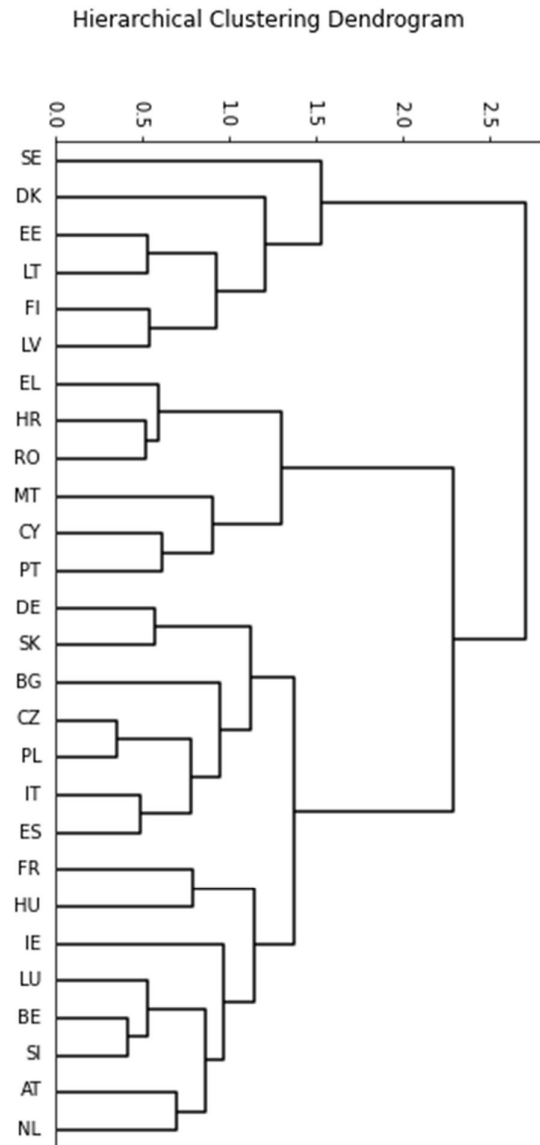 Hierarchical Clustering Dendrogram
0.0 0.5 1.0 1.5 2.0 2.5
SE
DK
EE
LT
FI
LV
EL
HR
RO
MT
CY
PT
DE
SK
BG
CZ
PL
IT
ES
FR
HU
IE
LU
BE
SI
AT
NL